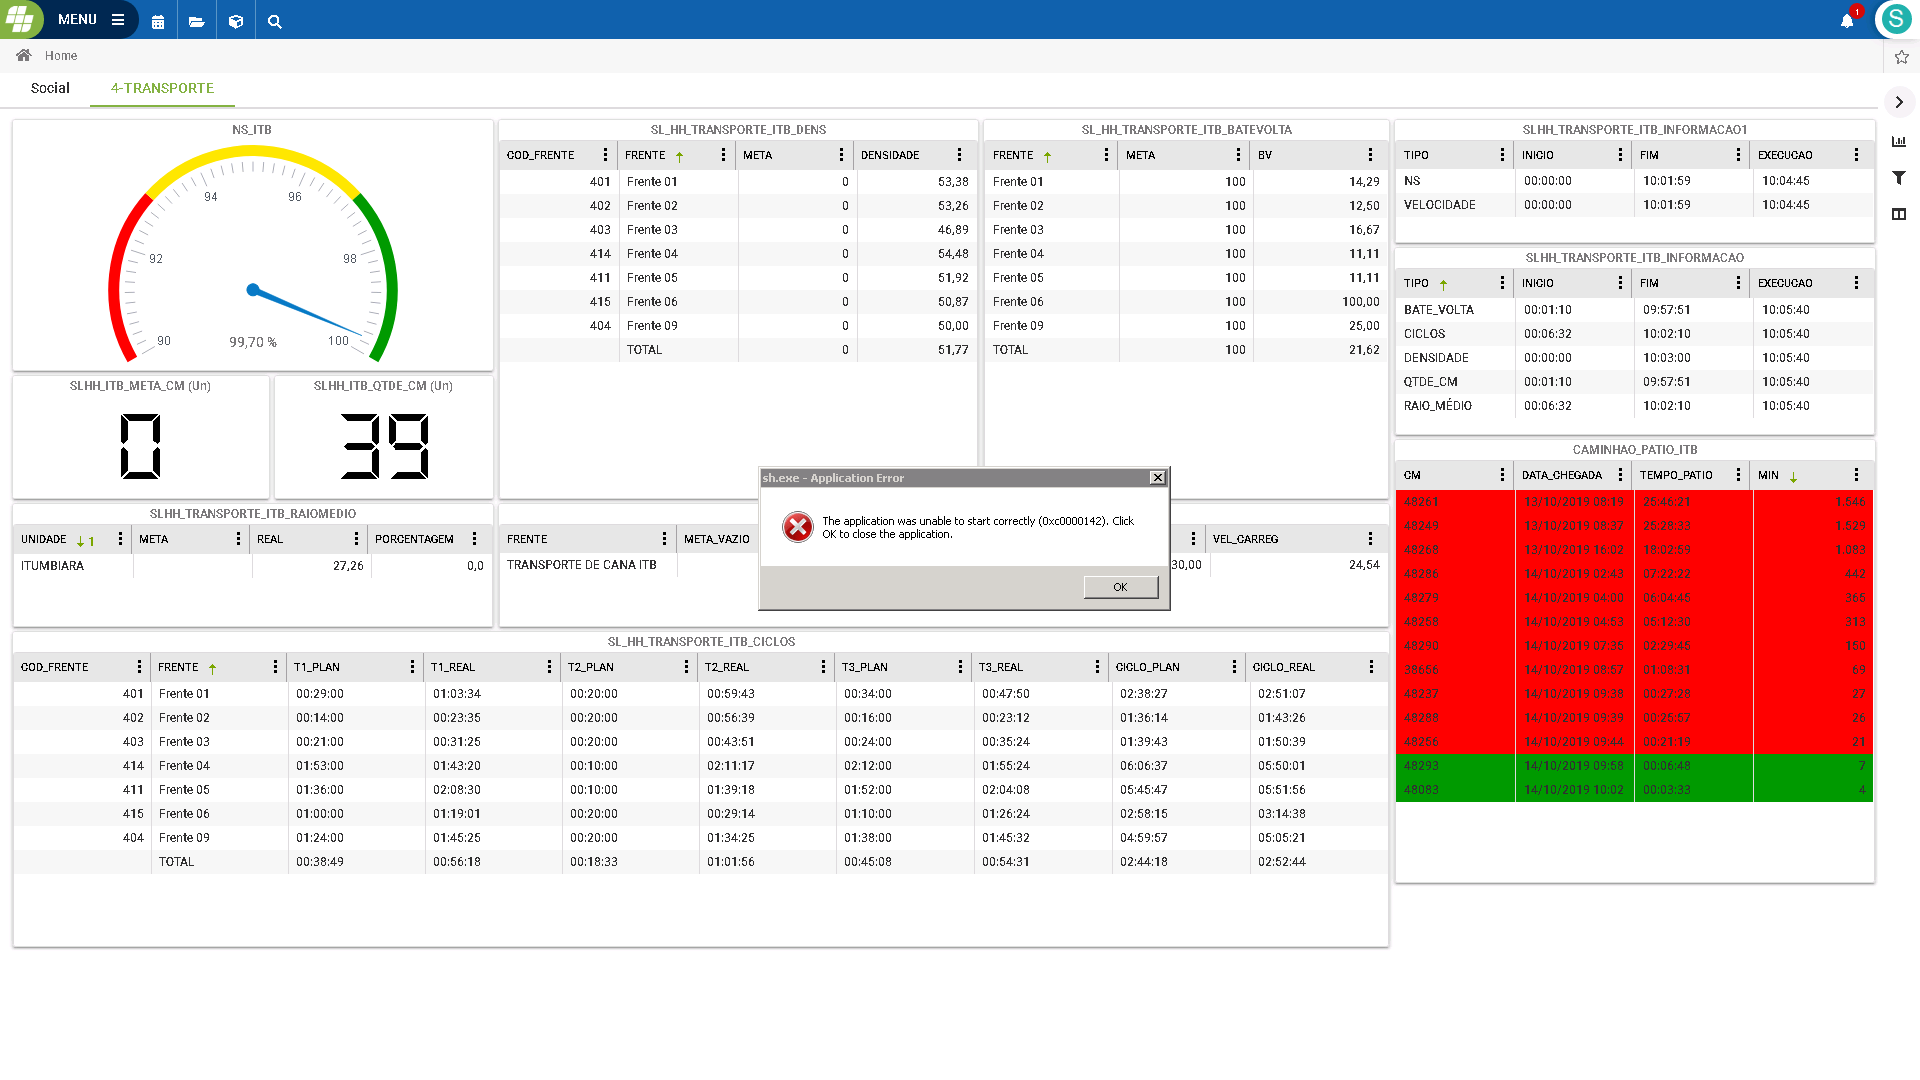 MENU
1
S
Home
Social
4-TRANSPORTE
NS_ITB
90
92
94
96
98
100
99,70 %
SLHH_ITB_META_CM (Un)
0
SLHH_ITB_QTDE_CM (Un)
39
SL_HH_TRANSPORTE_ITB_DENS
COD_FRENTE FRENTE META DENSIDADE
401 Frente 01 0 53,38
402 Frente 02 0 53,26
403 Frente 03 0 46,89
414 Frente 04 0 54,48
411 Frente 05 0 51,92
415 Frente 06 0 50,87
404 Frente 09 0 50,00
TOTAL 0 51,77
SL_HH_TRANSPORTE_ITB_BATEVOLTA
FRENTE META BV
Frente 01 100 14,29
Frente 02 100 12,50
Frente 03 100 16,67
Frente 04 100 11,11
Frente 05 100 11,11
Frente 06 100 100,00
Frente 09 100 25,00
TOTAL 100 21,62
SLHH_TRANSPORTE_ITB_INFORMACAO1
TIPO INICIO FIM EXECUCAO
NS 00:00:00 10:01:59 10:04:45
VELOCIDADE 00:00:00 10:01:59 10:04:45
SLHH_TRANSPORTE_ITB_INFORMACAO
TIPO INICIO FIM EXECUCAO
BATE_VOLTA 00:01:10 09:57:51 10:05:40
CICLOS 00:06:32 10:02:10 10:05:40
DENSIDADE 00:00:00 10:03:00 10:05:40
QTDE_CM 00:01:10 09:57:51 10:05:40
RAIO_MÉDIO 00:06:32 10:02:10 10:05:40
CAMINHAO_PATIO_ITB
CM DATA_CHEGADA TEMPO_PATIO MIN
48261 13/10/2019 08:19 25:46:21 1.546
48249 13/10/2019 08:37 25:28:33 1.529
48268 13/10/2019 16:02 18:02:59 1.083
48286 14/10/2019 02:43 07:22:22 442
48279 14/10/2019 04:00 06:04:45 365
48258 14/10/2019 04:53 05:12:30 313
48290 14/10/2019 07:35 02:29:45 150
38656 14/10/2019 08:57 01:08:31 69
48237 14/10/2019 09:38 00:27:28 27
48288 14/10/2019 09:39 00:25:57 26
48256 14/10/2019 09:44 00:21:19 21
48293 14/10/2019 09:58 00:06:48 7
48083 14/10/2019 10:02 00:03:33 4
sh.exe - Application Error
The application was unable to start correctly (0xc0000142). Click
OK to close the application.
OK
SLHH_TRANSPORTE_ITB_RAIOMEDIO
UNIDADE 1 META REAL PORCENTAGEM
ITUMBIARA 27,26 0,0
FRENTE META_VAZIO VEL_CARREG
TRANSPORTE DE CANA ITB 30,00 24,54
SL_HH_TRANSPORTE_ITB_CICLOS
COD_FRENTE FRENTE T1_PLAN T1_REAL T2_PLAN T2_REAL T3_PLAN T3_REAL CICLO_PLAN CICLO_REAL
401 Frente 01 00:29:00 01:03:34 00:20:00 00:59:43 00:34:00 00:47:50 02:38:27 02:51:07
402 Frente 02 00:14:00 00:23:35 00:20:00 00:56:39 00:16:00 00:23:12 01:36:14 01:43:26
403 Frente 03 00:21:00 00:31:25 00:20:00 00:43:51 00:24:00 00:35:24 01:39:43 01:50:39
414 Frente 04 01:53:00 01:43:20 00:10:00 02:11:17 02:12:00 01:55:24 06:06:37 05:50:01
411 Frente 05 01:36:00 02:08:30 00:10:00 01:39:18 01:52:00 02:04:08 05:45:47 05:51:56
415 Frente 06 01:00:00 01:19:01 00:20:00 00:29:14 01:10:00 01:26:24 02:58:15 03:14:38
404 Frente 09 01:24:00 01:45:25 00:20:00 01:34:25 01:38:00 01:45:32 04:59:57 05:05:21
TOTAL 00:38:49 00:56:18 00:18:33 01:01:56 00:45:08 00:54:31 02:44:18 02:52:44